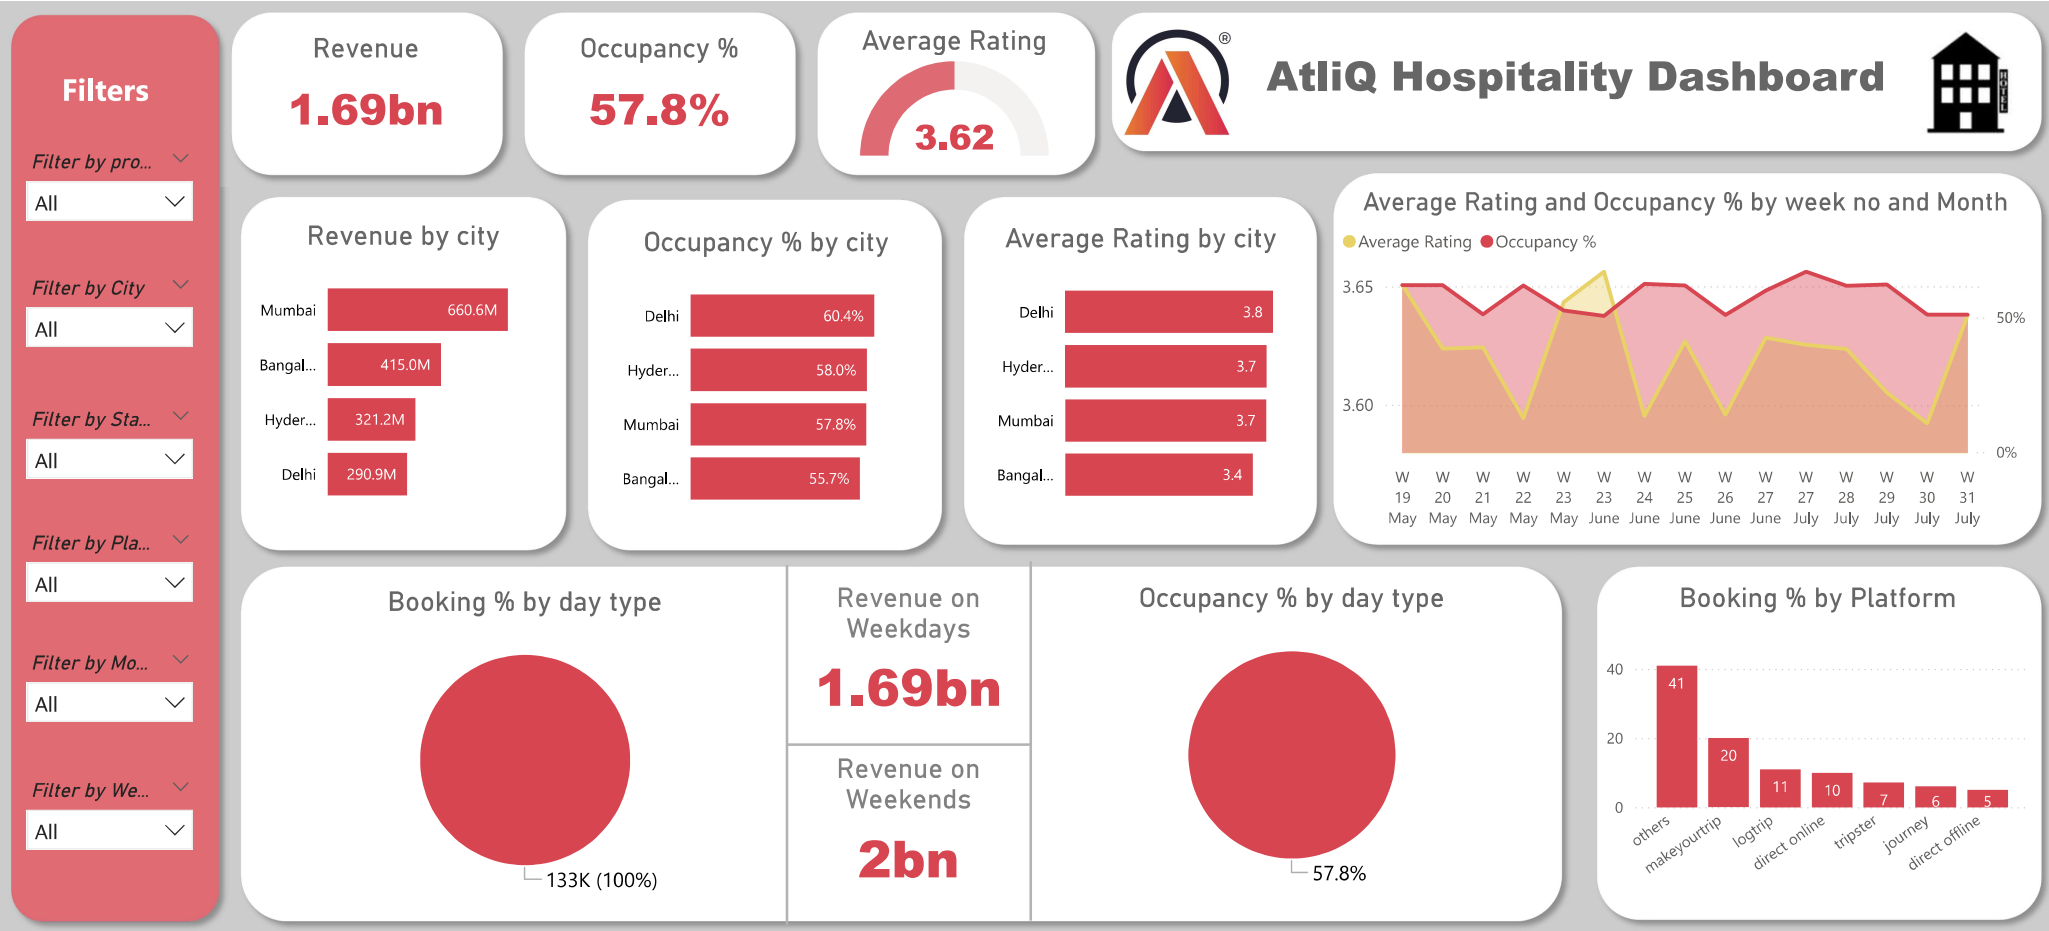 Filters
Filter by pro...
All
Filter by City
All
Filter by Sta...
All
Filter by Pla...
All
Filter by Mo...
All
Filter by We...
All
Revenue
1.69bn
Occupancy %
57.8%
Average Rating
3.62
®
AtliQ Hospitality Dashboard
HOTEL
Revenue by city
Mumbai 660.6M
Bangal... 415.0M
Hyder... 321.2M
Delhi 290.9M
Occupancy % by city
Delhi 60.4%
Hyder... 58.0%
Mumbai 57.8%
Bangal... 55.7%
Average Rating by city
Delhi 3.8
Hyder... 3.7
Mumbai 3.7
Bangal... 3.4
Average Rating and Occupancy % by week no and Month
Average Rating Occupancy %
3.65
50%
3.60
0%
W W W W W W W W W W W W W W W
19 20 21 22 23 23 24 25 26 27 27 28 29 30 31
May May May May May June June June June June July July July July July
Booking % by day type
133K (100%)
Revenue on
Weekdays
1.69bn
Revenue on
Weekends
2bn
Occupancy % by day type
57.8%
Booking % by Platform
40
20
0
41 20 11 10 7 6 5
others makeyourtrip logtrip direct online tripster journey direct offline